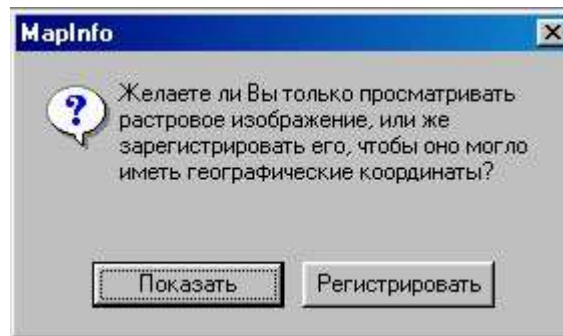 MapInfo
Желаете ли Вы только просматривать
растровое изображение, или же
зарегистрировать его, чтобы оно могло
иметь географические координаты?
Показать
Регистрировать